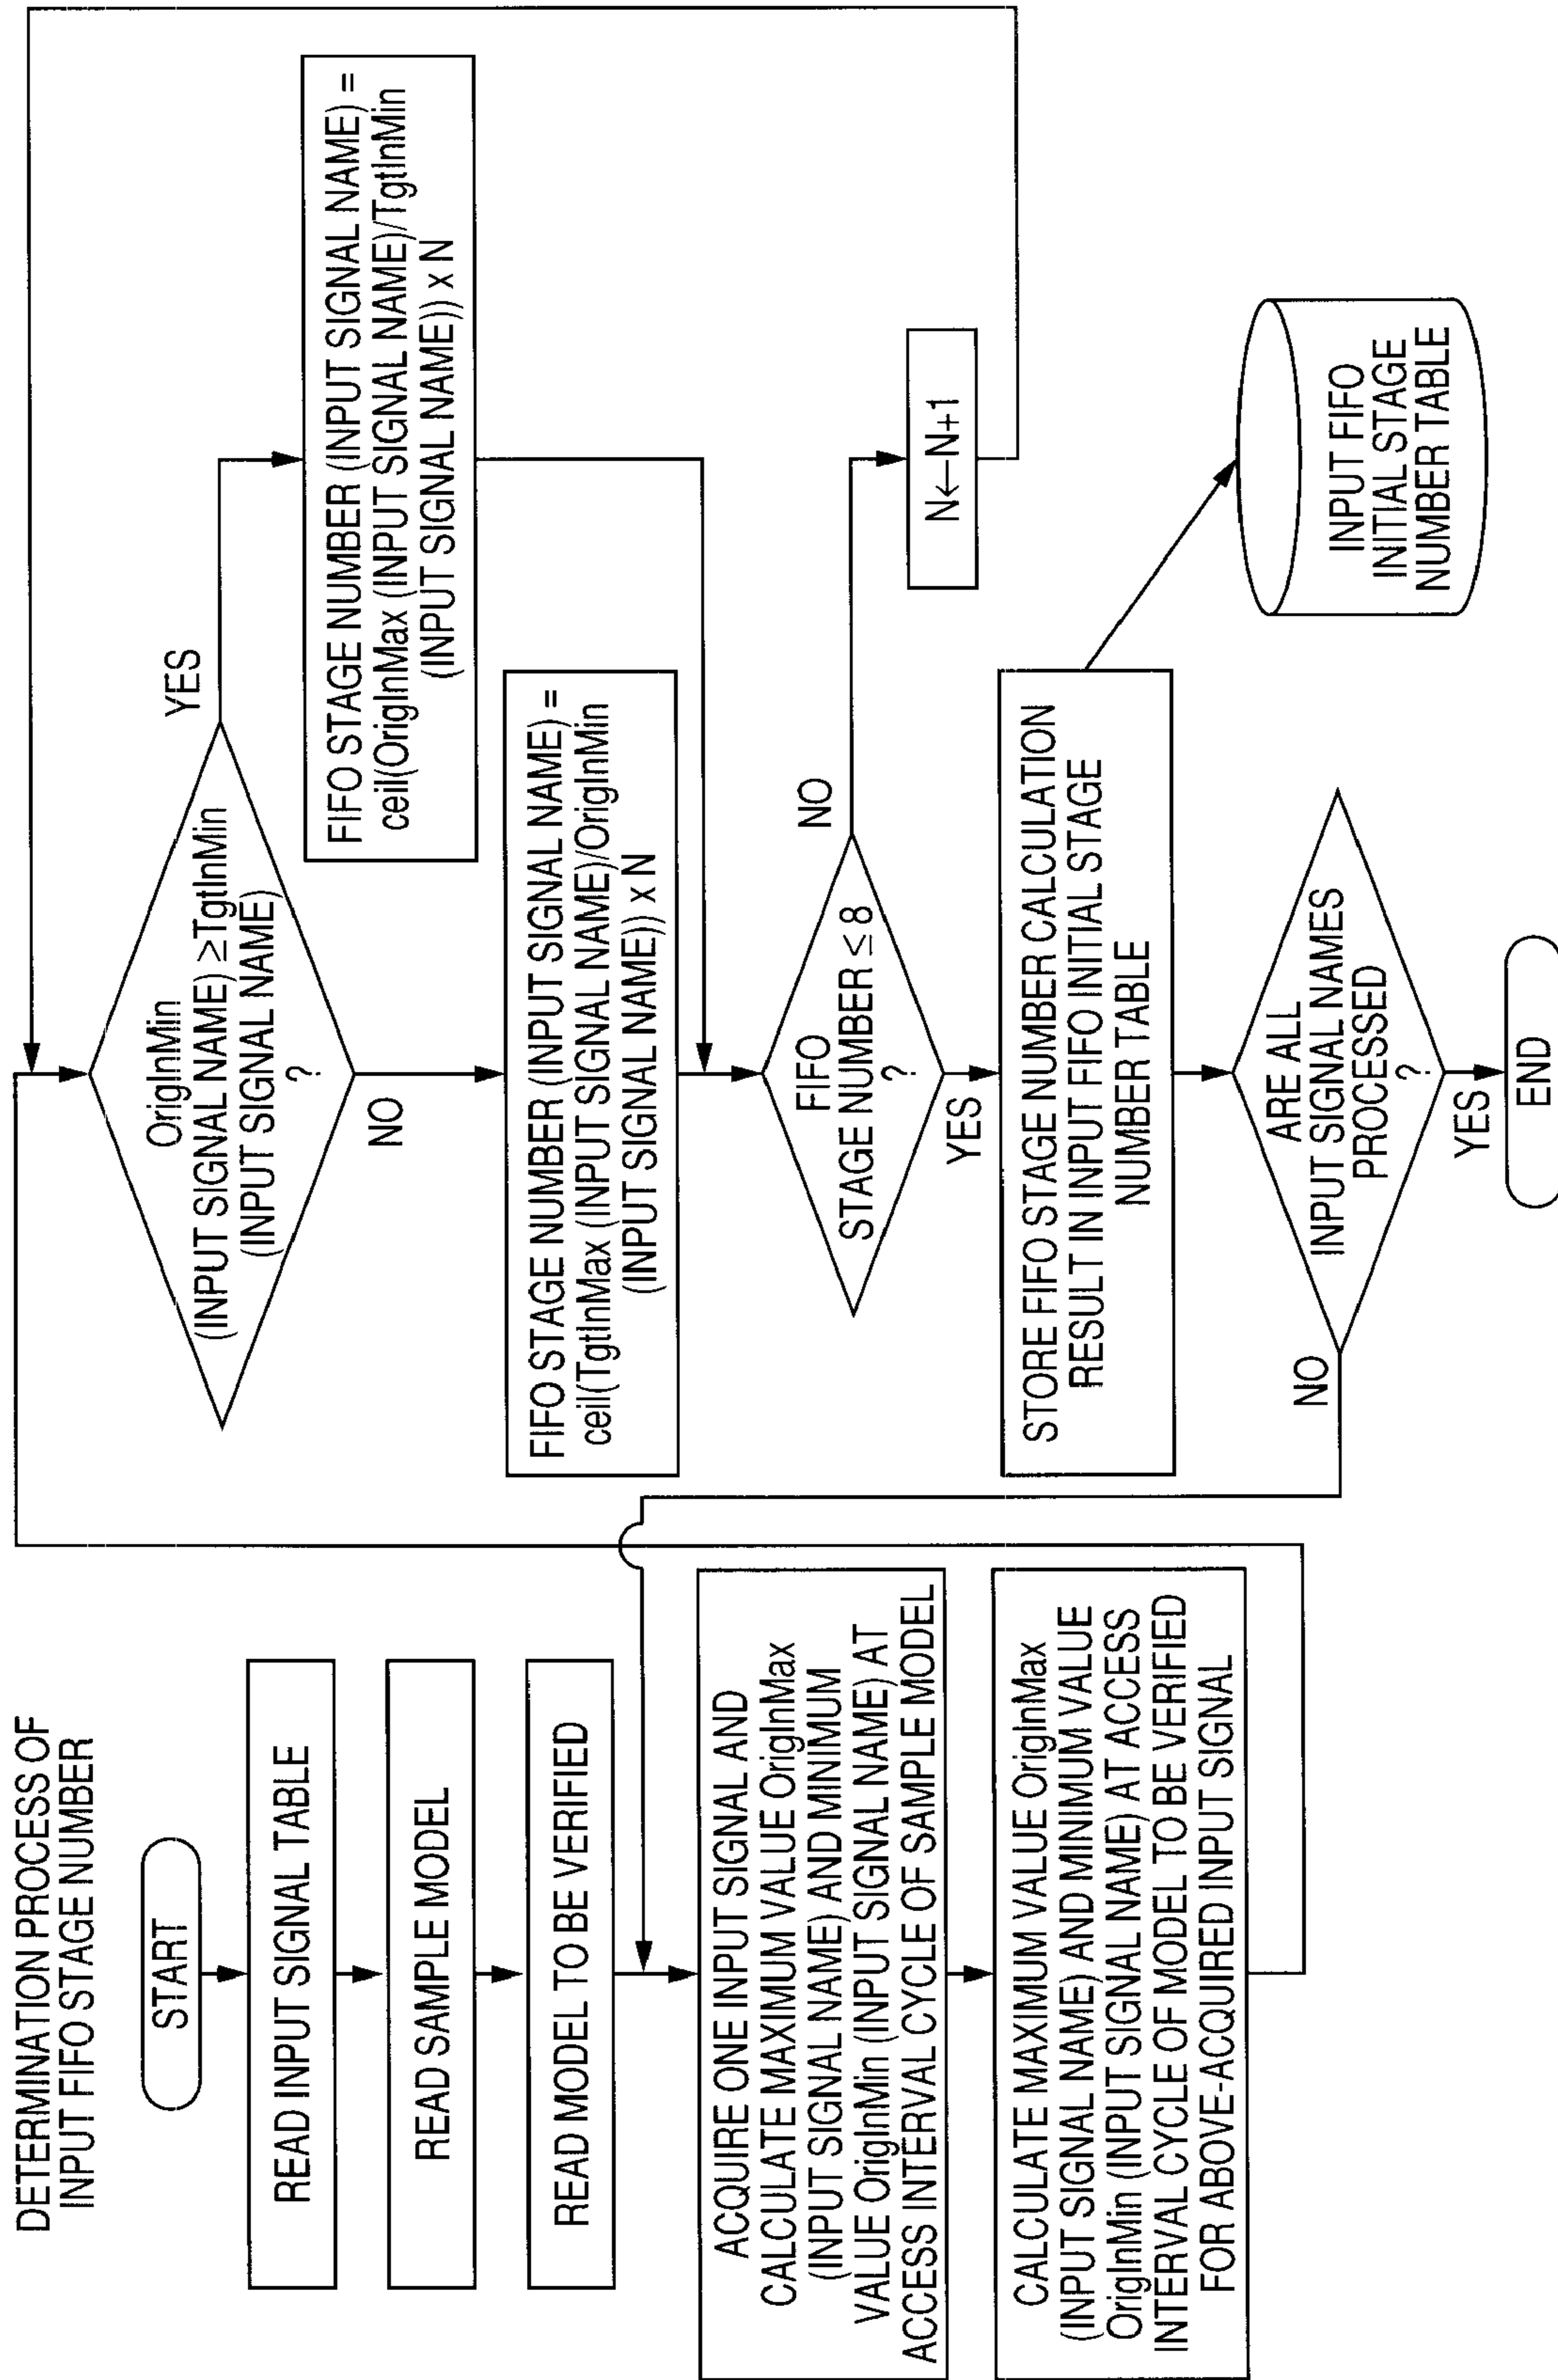 DETERMINATION PROCESS OF
INPUT FIFO STAGE NUMBER
START
READ INPUT SIGNAL TABLE
READ SAMPLE MODEL
READ MODEL TO BE VERIFIED
ACQUIRE ONE INPUT SIGNAL AND
CALCULATE MAXIMUM VALUE OrigInMax
(INPUT SIGNAL NAME) AND MINIMUM
VALUE OrigInMin (INPUT SIGNAL NAME) AT
ACCESS INTERVAL CYCLE OF SAMPLE MODEL
CALCULATE MAXIMUM VALUE OrigInMax
(INPUT SIGNAL NAME) AND MINIMUM VALUE
OrigInMin (INPUT SIGNAL NAME) AT ACCESS
INTERVAL CYCLE OF MODEL TO BE VERIFIED
FOR ABOVE-ACQUIRED INPUT SIGNAL
OrigInMin
(INPUT SIGNAL NAME) ≥TgtInMin
(INPUT SIGNAL NAME)
?
YES
NO
FIFO STAGE NUMBER (INPUT SIGNAL NAME) =
ceil(OrigInMax (INPUT SIGNAL NAME)/TgtInMin
(INPUT SIGNAL NAME)) x N
FIFO STAGE NUMBER (INPUT SIGNAL NAME) =
ceil(TgtInMax (INPUT SIGNAL NAME)/OrigInMin
(INPUT SIGNAL NAME)) x N
FIFO
STAGE NUMBER ≤ 8
?
NO
YES
N←N+1
STORE FIFO STAGE NUMBER CALCULATION
RESULT IN INPUT FIFO INITIAL STAGE
NUMBER TABLE
INPUT FIFO
INITIAL STAGE
NUMBER TABLE
ARE ALL
INPUT SIGNAL NAMES
PROCESSED
?
NO
YES
END